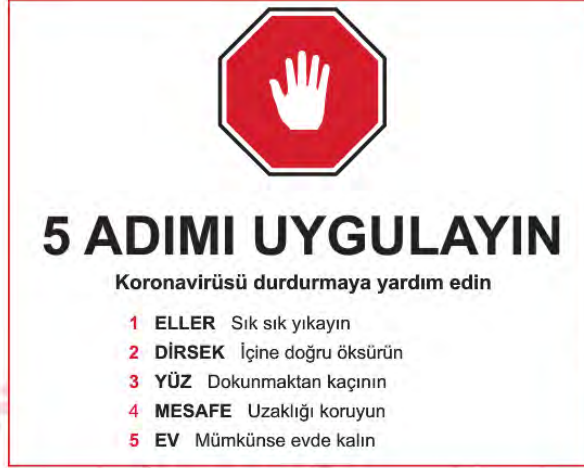 5 ADIMI UYGULAYIN
Koronavirüsü durdurmaya yardım edin
1 ELLER Sık sık yıkayın
2 DİRSEK İçine doğru öksürün
3 YÜZ Dokunmaktan kaçının
4 MESAFE Uzaklığı koruyun
5 EV Mümkünse evde kalın